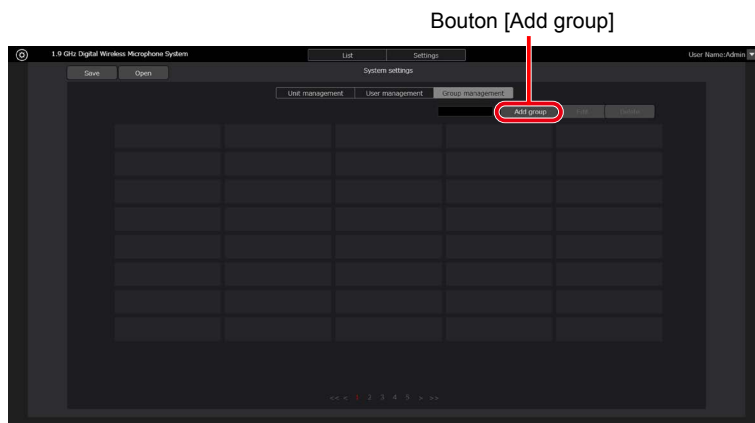 Bouton [Add group]
1.9 GHz Digital Wireless Microphone System
List
Settings
User Name:Admin
Save
Open
System settings
Unit management
User management
Group management
Add group
Edit
Delete
<< < 1 2 3 4 5 > >>